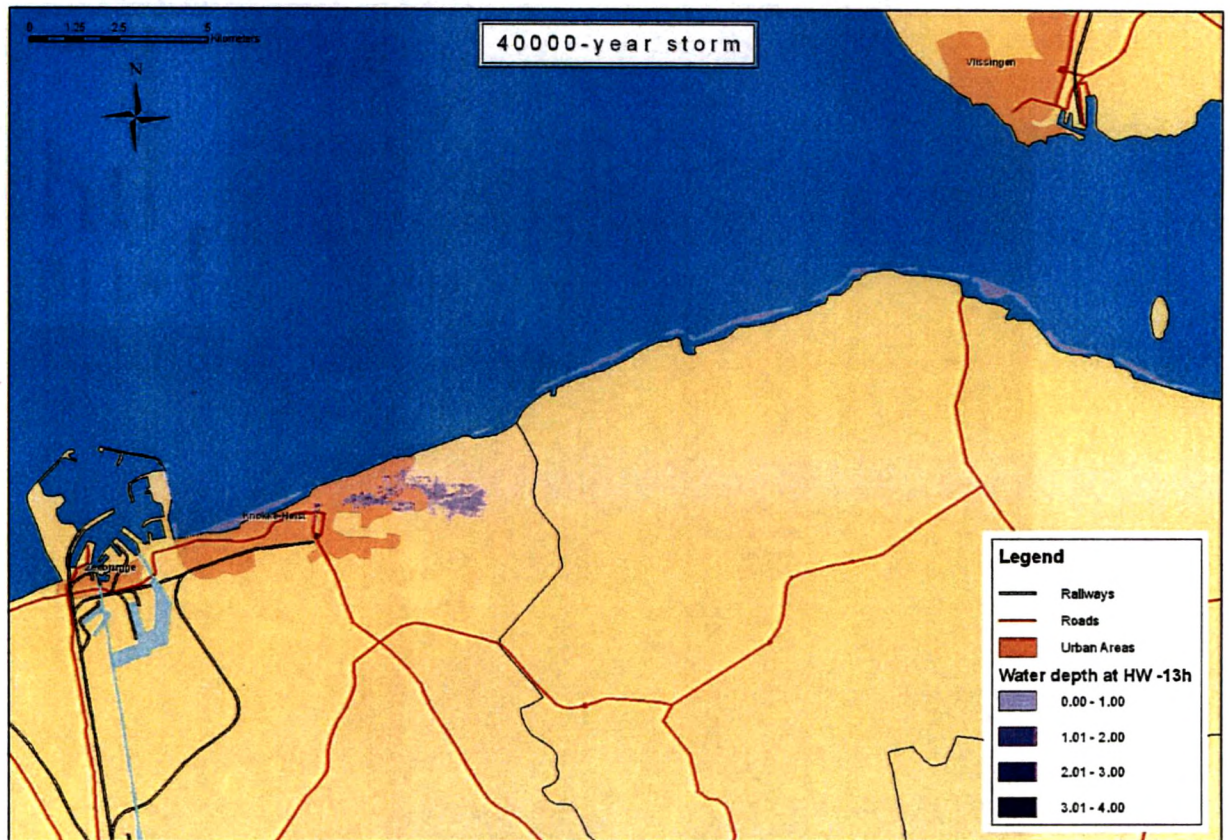 40000-year storm
0 1.25 2.5 5
Kilometers
N
Vlissingen
Knokke-Heist
Zeebrugge
Legend
Railways
Roads
Urban Areas
Water depth at HW -13h
0.00 - 1.00
1.01 - 2.00
2.01 - 3.00
3.01 - 4.00